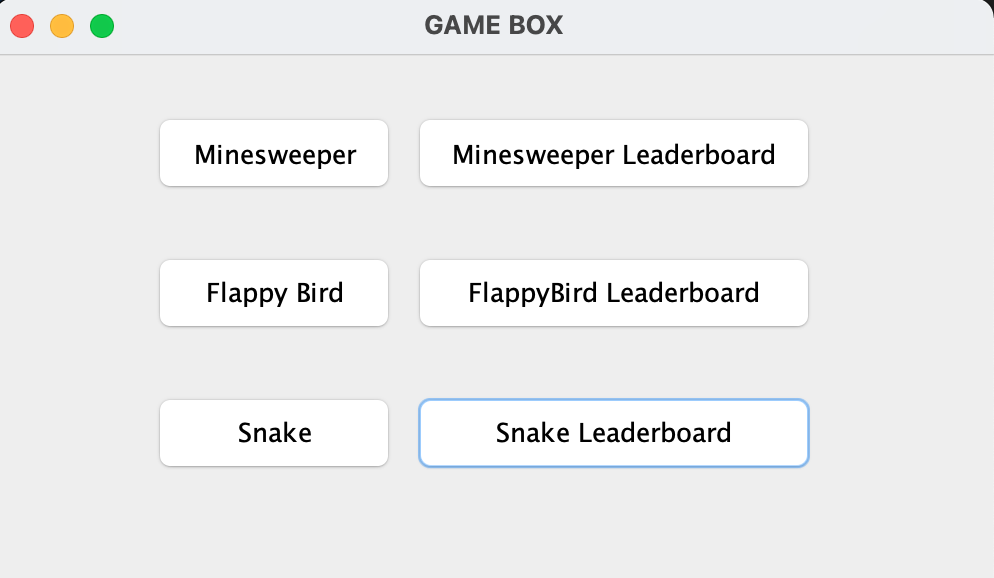 GAME BOX
Minesweeper
Minesweeper Leaderboard
Flappy Bird
FlappyBird Leaderboard
Snake
Snake Leaderboard